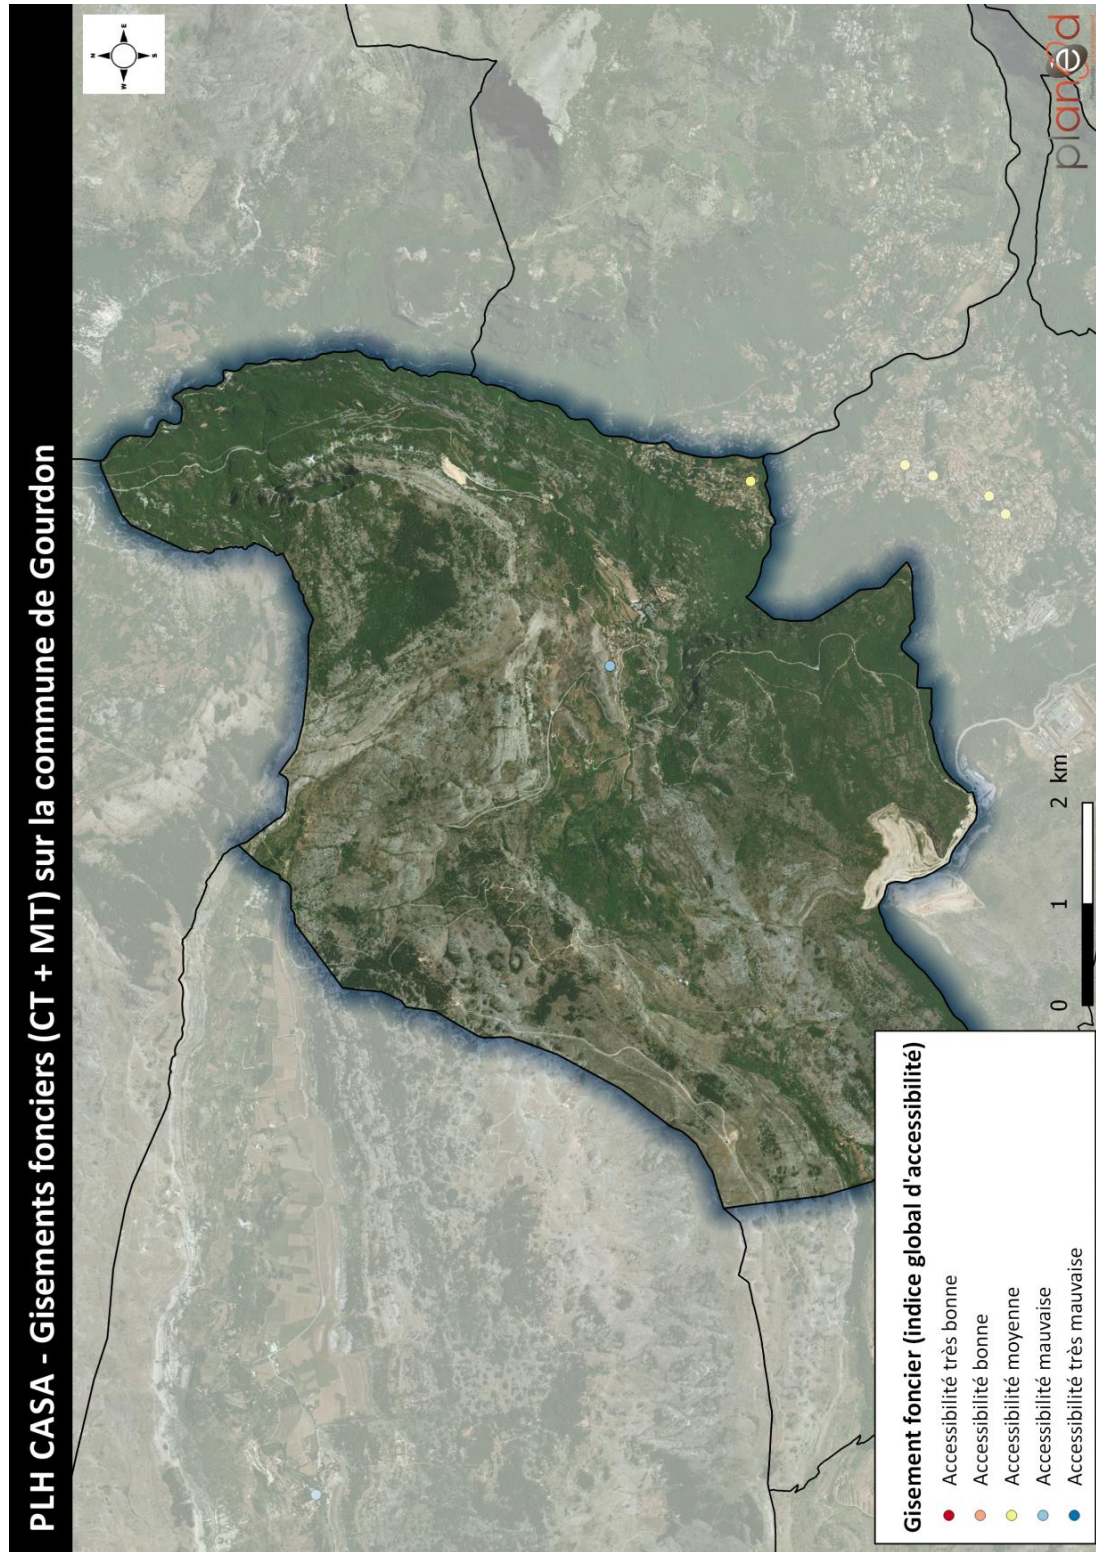 PLH CASA - Gisements fonciers (CT + MT) sur la commune de Gourdon
N
W
E
S
Gisement foncier (indice global d'accessibilité)
Accessibilité très bonne
Accessibilité bonne
Accessibilité moyenne
Accessibilité mauvaise
Accessibilité très mauvaise
0 1 2 km
planed